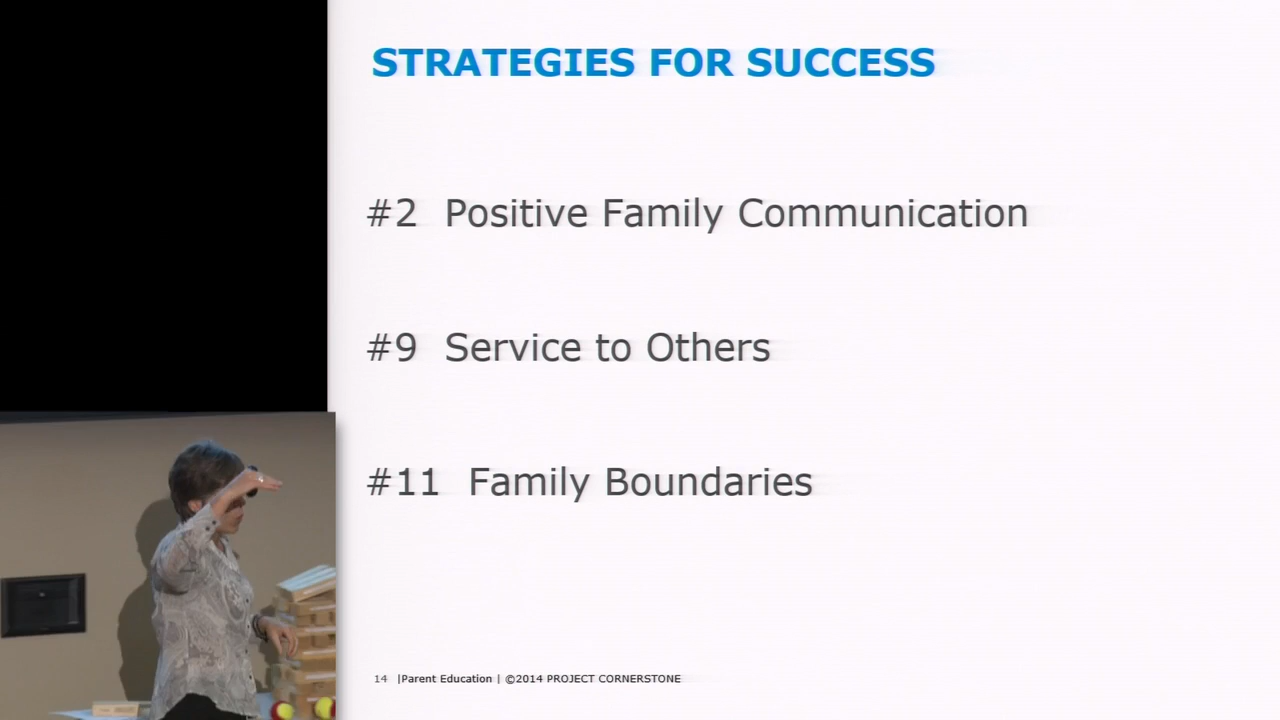 STRATEGIES FOR SUCCESS
#2 Positive Family Communication
#9 Service to Others
#11 Family Boundaries
14 |Parent Education | ©2014 PROJECT CORNERSTONE